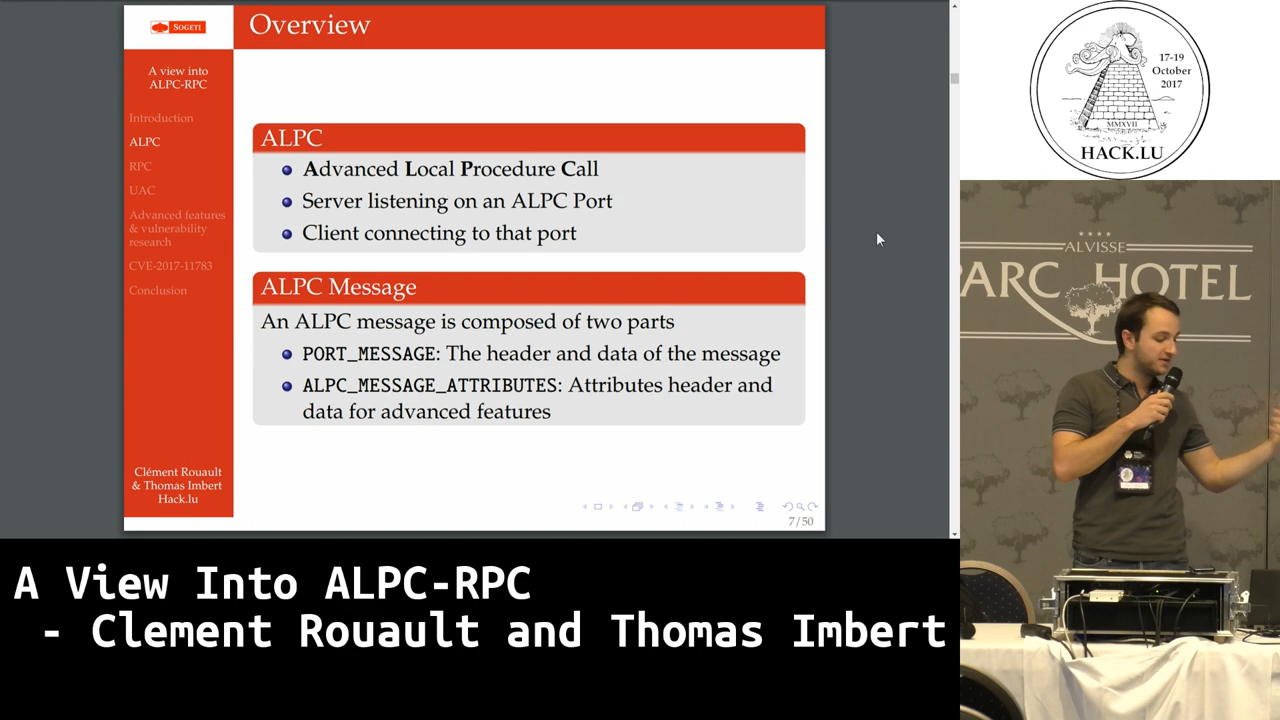 SOGETI
Overview
A view into
ALPC-RPC
Introduction
ALPC
RPC
UAC
Advanced features
& vulnerability
research
CVE-2017-11783
Conclusion
Clément Rouault
& Thomas Imbert
Hack.lu
ALPC
Advanced Local Procedure Call
Server listening on an ALPC Port
Client connecting to that port
ALPC Message
An ALPC message is composed of two parts
PORT_MESSAGE: The header and data of the message
ALPC_MESSAGE_ATTRIBUTES: Attributes header and
data for advanced features
7/50
17-19
October
2017
MMXVII
HACK.LU
ALVISSE
PARC HOTEL
A View Into ALPC-RPC
- Clement Rouault and Thomas Imbert